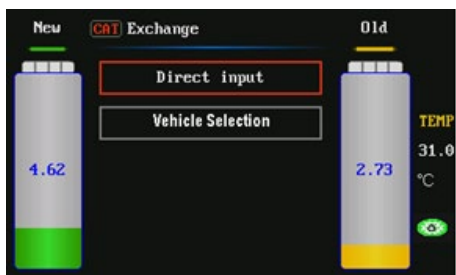 New
CAT Exchange
Old
Direct input
Vehicle Selection
TEMP
31.0
°C
4.62
2.73